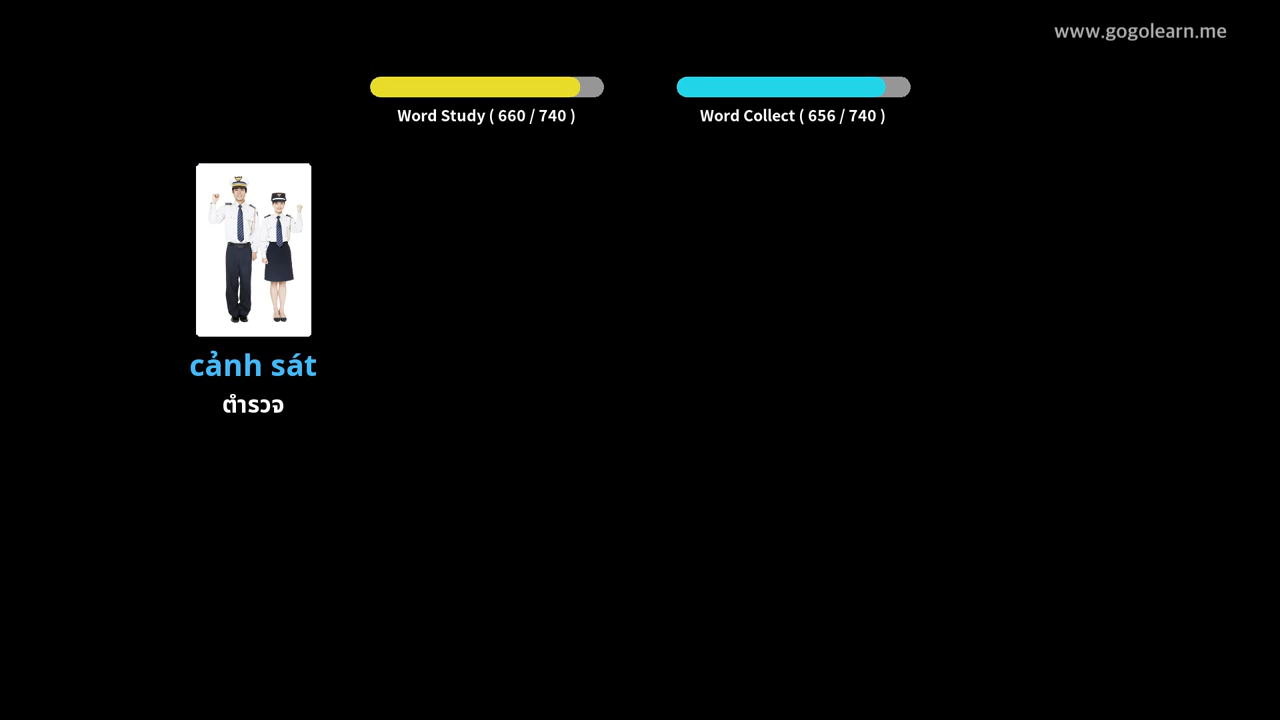 www.gogolearn.me
Word Study ( 660 / 740 )
Word Collect ( 656 / 740 )
cảnh sát
ตำรวจ